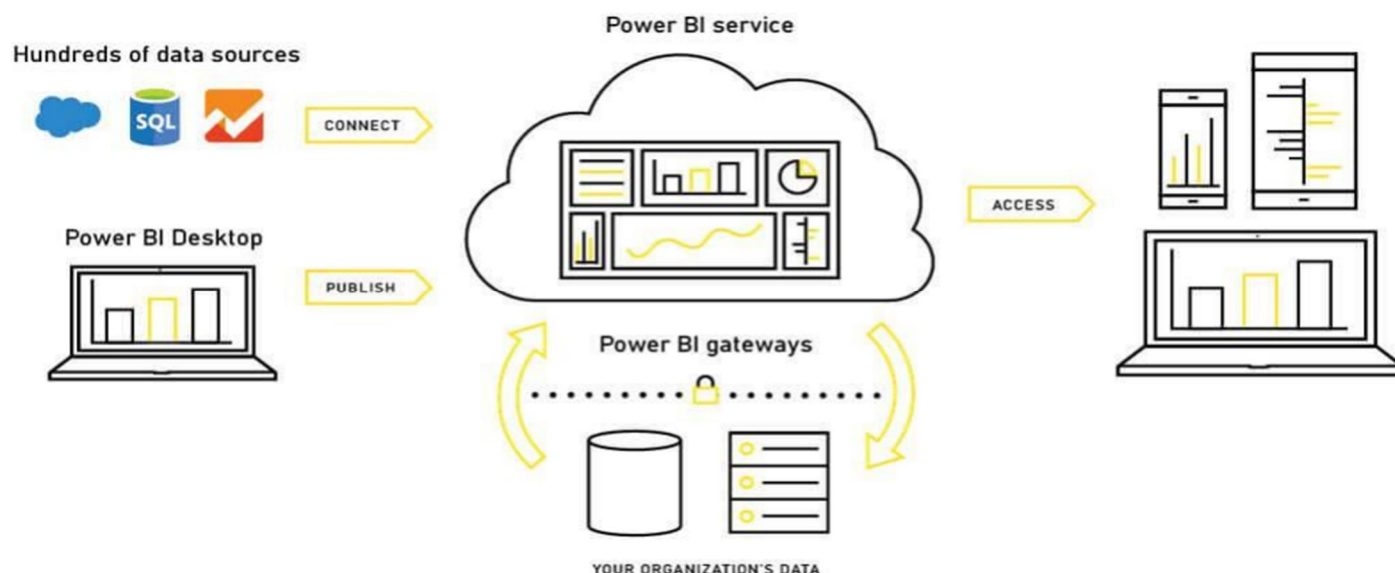 Power BI service
Hundreds of data sources
SQL
CONNECT
ACCESS
Power BI Desktop
PUBLISH
Power BI gateways
YOUR ORGANIZATION'S DATA